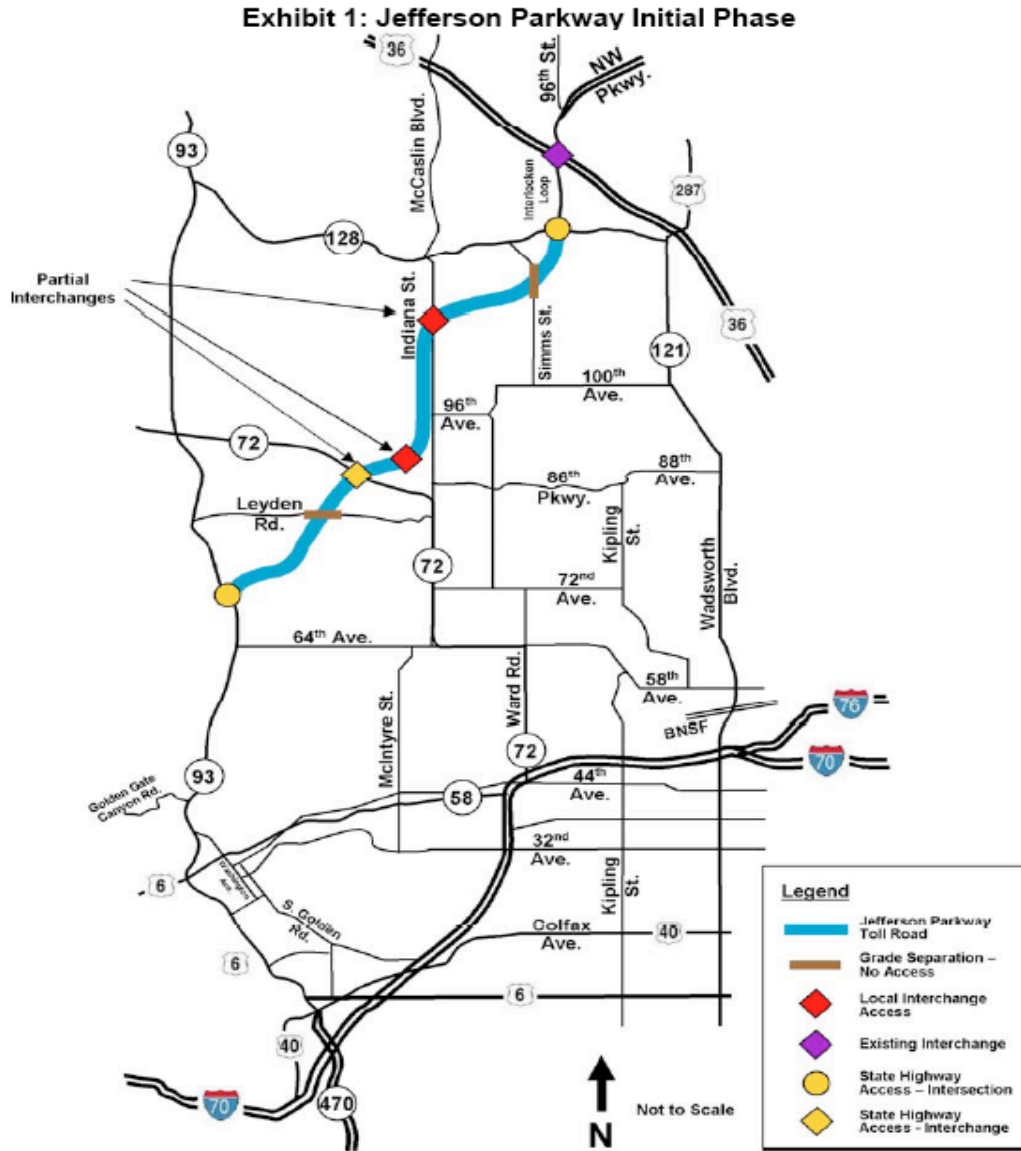 Exhibit 1: Jefferson Parkway Initial Phase
36
McCaslin Blvd.
96th St.
NW
Pkwy.
93
Interlocken
Loop
287
128
Partial
Interchanges
Indiana St.
Simms St.
36
121
100th
Ave.
96th
Ave.
72
88th
Ave.
86th
Pkwy.
Leyden
Rd.
Kipling
St.
72
72nd
Ave.
Wadsworth
Blvd.
64th Ave.
McIntyre St.
Ward Rd.
58th
Ave.
BNSF
76
70
72
93
44th
Ave.
Golden Gate
Canyon Rd.
58
32nd
Ave.
Kipling
St.
6
Washington
Ave
S. Golden
Rd.
Colfax
Ave.
40
6
6
40
70
470
N
Not to Scale
Legend
Jefferson Parkway
Toll Road
Grade Separation –
No Access
Local Interchange
Access
Existing Interchange
State Highway
Access – Intersection
State Highway
Access - Interchange